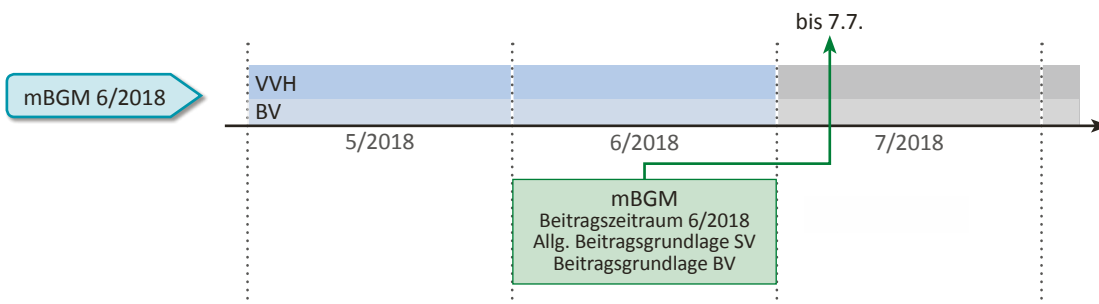 bis 7.7.
mBGM 6/2018
VVH
BV
5/2018
6/2018
7/2018
mBGM
Beitragszeitraum 6/2018
Allg. Beitragsgrundlage SV
Beitragsgrundlage BV